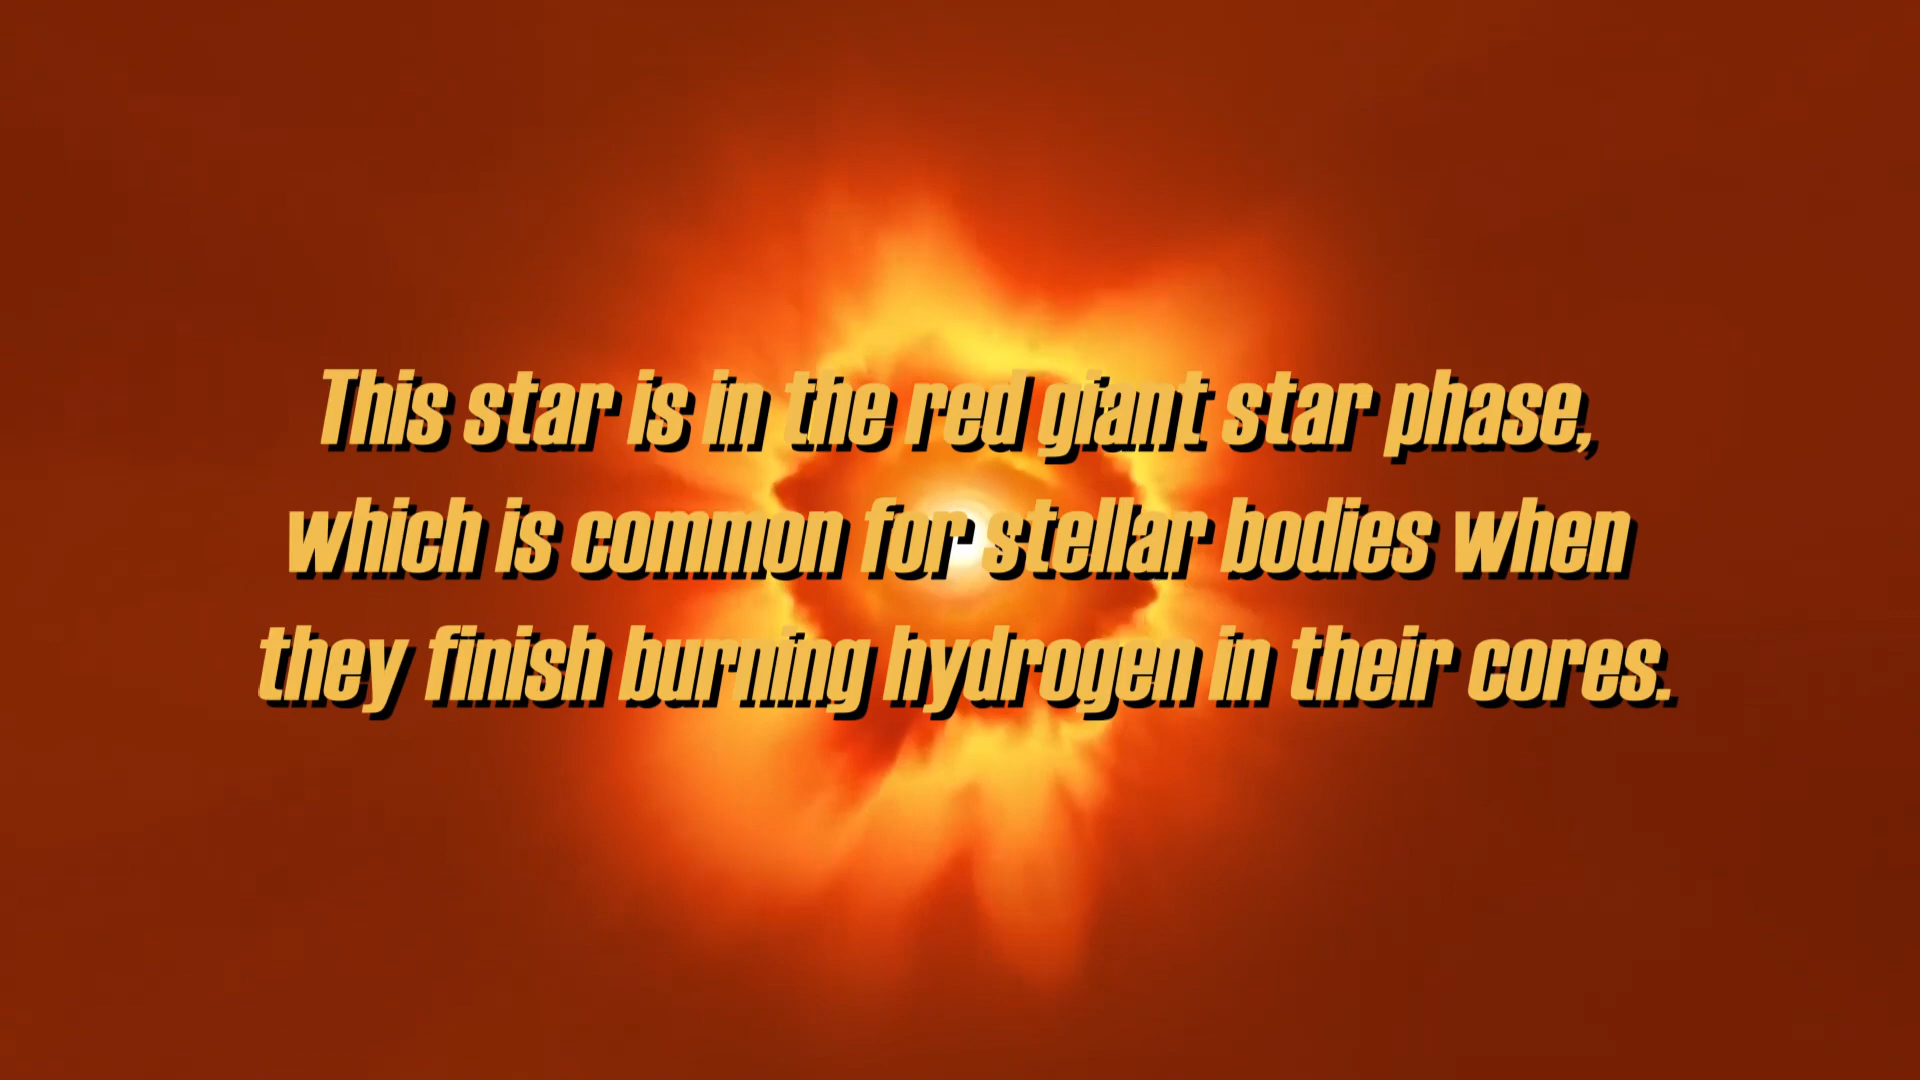 This star is in the red giant star phase,
which is common for stellar bodies when
they finish burning hydrogen in their cores.